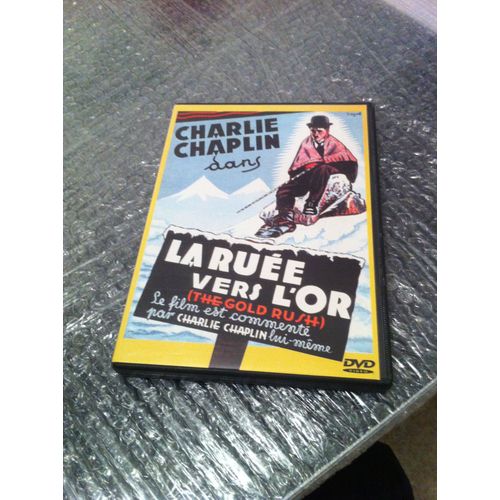 CHARLIE
CHAPLIN
dans
LA RUÉE
VERS L'OR
(THE GOLD RUSH)
Le film est commenté
par CHARLIE CHAPLIN lui-même
DVD
VIDEO